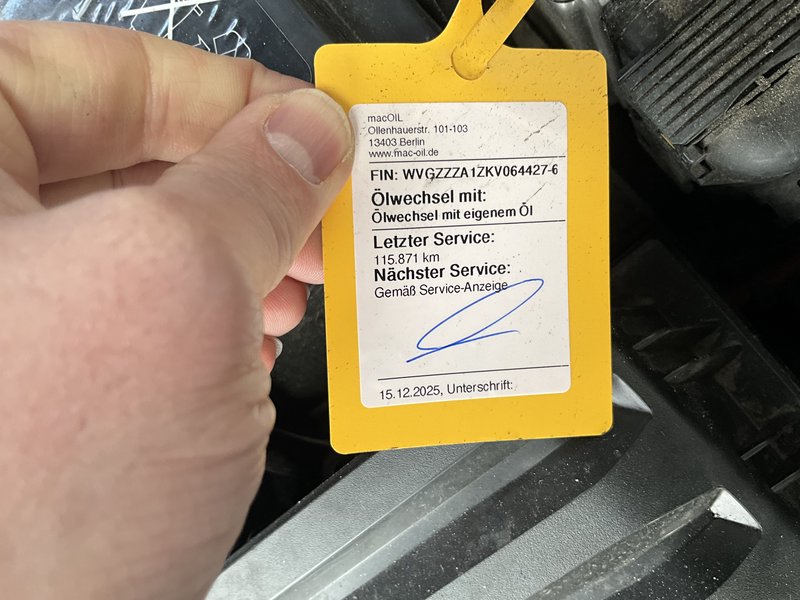 macOIL
Ollenhauerstr. 101-103
13403 Berlin
www.mac-oil.de
FIN: WVGZZZA1ZKV064427-6
Ölwechsel mit:
Ölwechsel mit eigenem Öl
Letzter Service:
115.871 km
Nächster Service:
Gemäß Service-Anzeige
15.12.2025, Unterschrift: